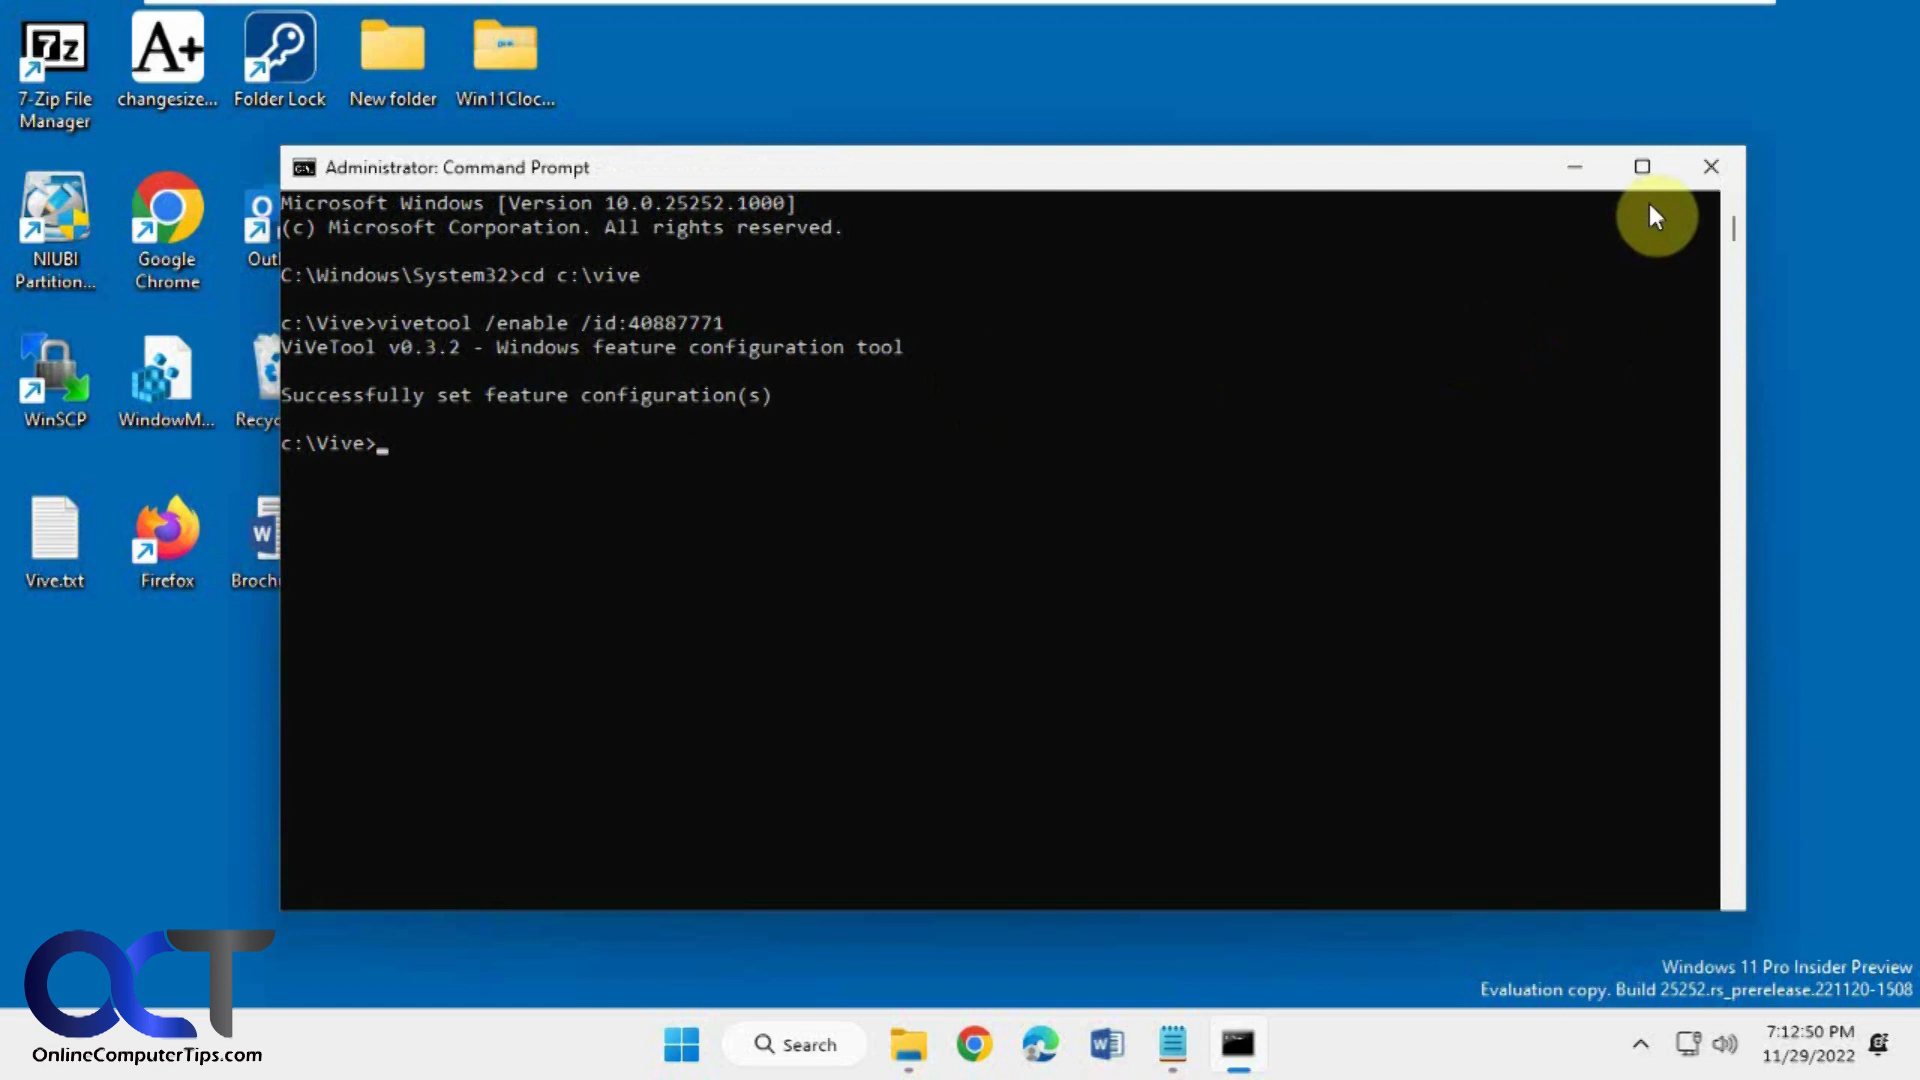 7-Zip File
Manager
changesize...
Folder Lock
New folder
Win11Cloc...
NIUBI
Partition...
Google
Chrome
WinSCP
WindowM...
Vive.txt
Firefox
Administrator: Command Prompt
Microsoft Windows [Version 10.0.25252.1000]
(c) Microsoft Corporation. All rights reserved.
C:\Windows\System32>cd c:\vive
c:\Vive>vivetool /enable /id:40887771
ViVeTool v0.3.2 - Windows feature configuration tool
Successfully set feature configuration(s)
c:\Vive>
Windows 11 Pro Insider Preview
Evaluation copy. Build 25252.rs_prerelease.221120-1508
OCT
OnlineComputerTips.com
Search
7:12:50 PM
11/29/2022